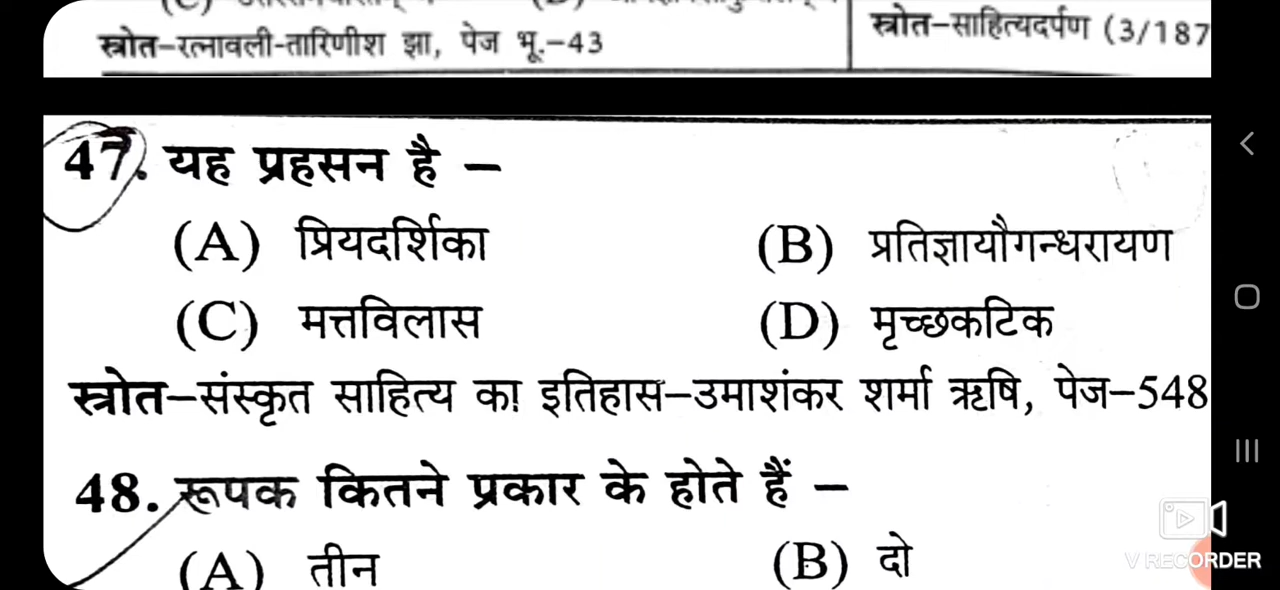 स्त्रोत–रत्नावली-तारिणीश झा, पेज भू.–43
स्त्रोत–साहित्यदर्पण (3/187
47. यह प्रहसन है –
(A) प्रियदर्शिका
(B) प्रतिज्ञायौगन्धरायण
(C) मत्तविलास
(D) मृच्छकटिक
स्त्रोत–संस्कृत साहित्य का इतिहास–उमाशंकर शर्मा ऋषि, पेज–548
48. रूपक कितने प्रकार के होते हैं –
(A) तीन
(B) दो
V RECORDER